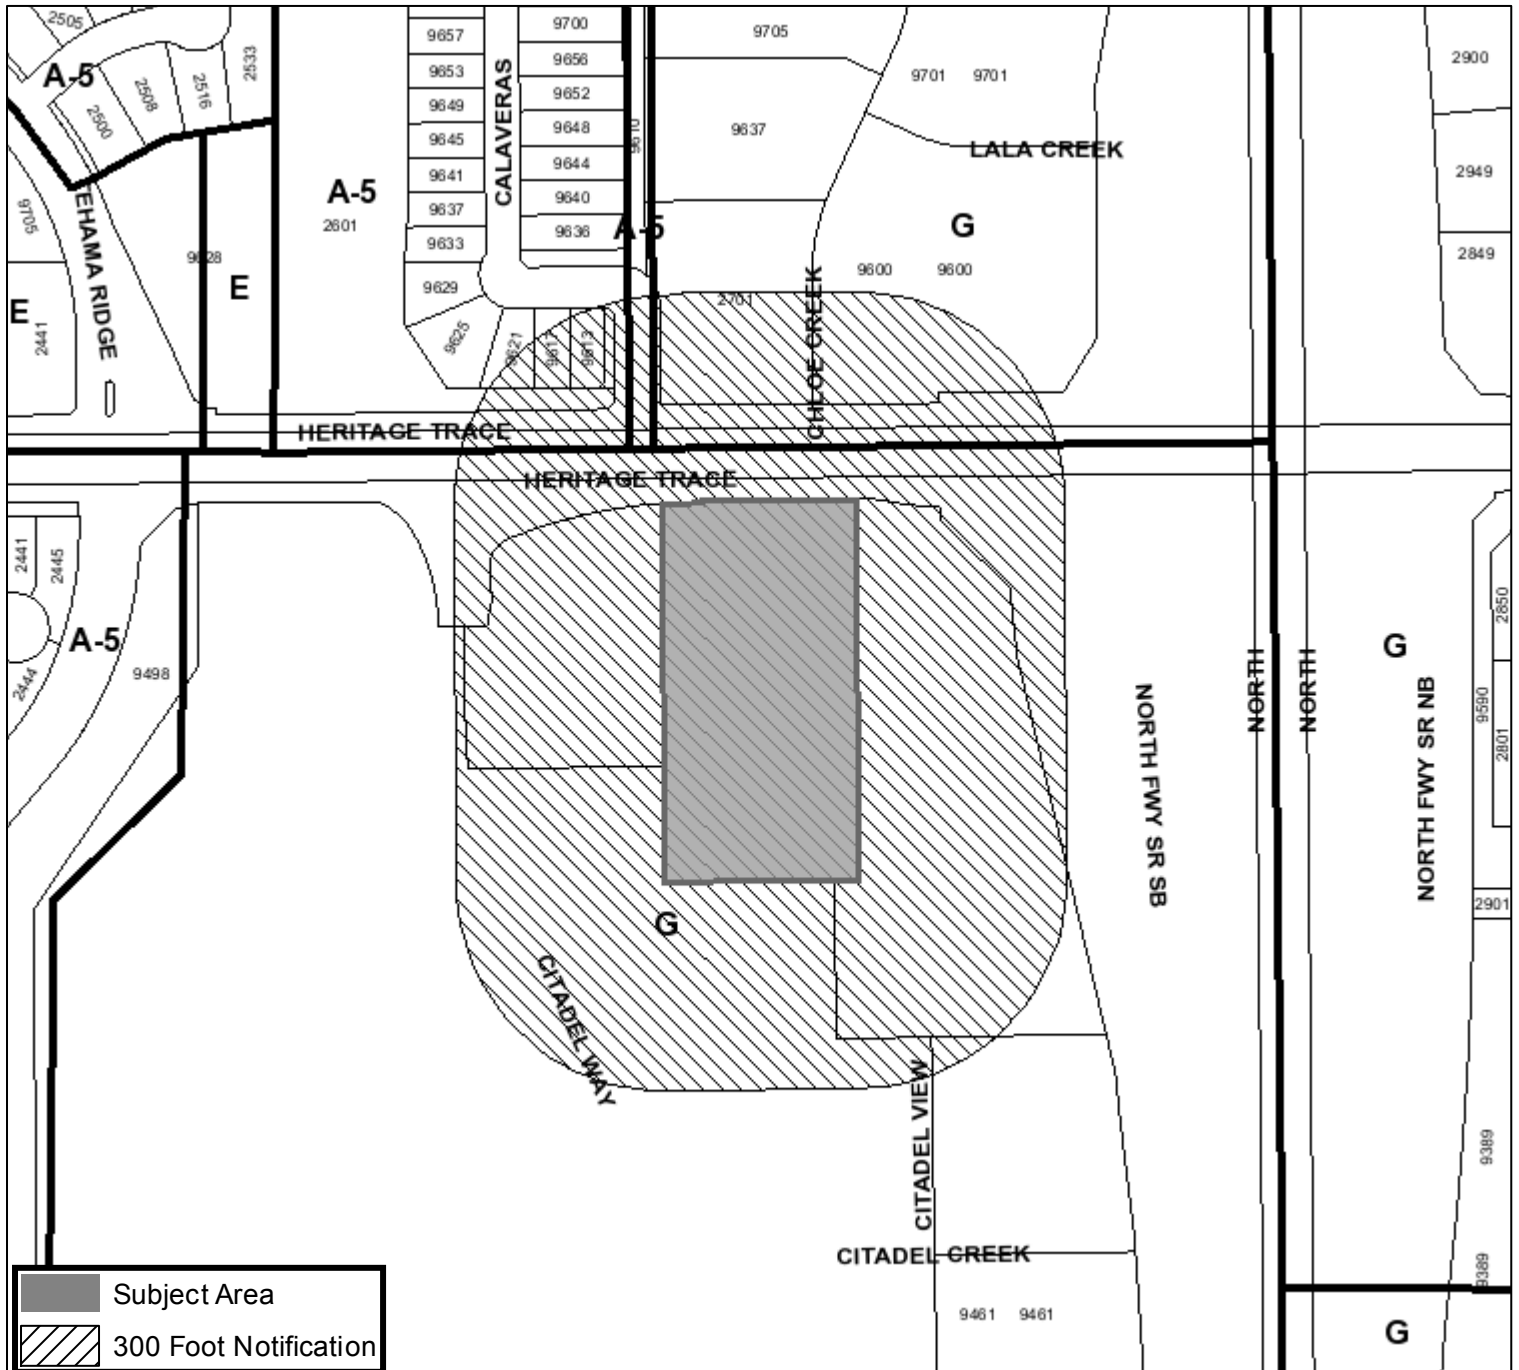 2505
A-5
2500
2508
2516
2533
9657
9653
9649
9645
9641
9637
9633
9629
9625
9621
9617
9613
CALAVERAS
9700
9656
9652
9648
9644
9640
9636
9610
A-5
9705
9637
9701 9701
LALA CREEK
G
9600 9600
2701
CHLOE CREEK
2900
2949
2849
A-5
2601
9705
TEHAMA RIDGE
9628
E
E
2441
HERITAGE TRACE
HERITAGE TRACE
2441
2445
2444
A-5
9498
G
CITADEL WAY
CITADEL VIEW
CITADEL CREEK
9461 9461
NORTH FWY SR SB
NORTH
NORTH
G
NORTH FWY SR NB
2850
9590
2801
2901
9389
9389
G
Subject Area
300 Foot Notification